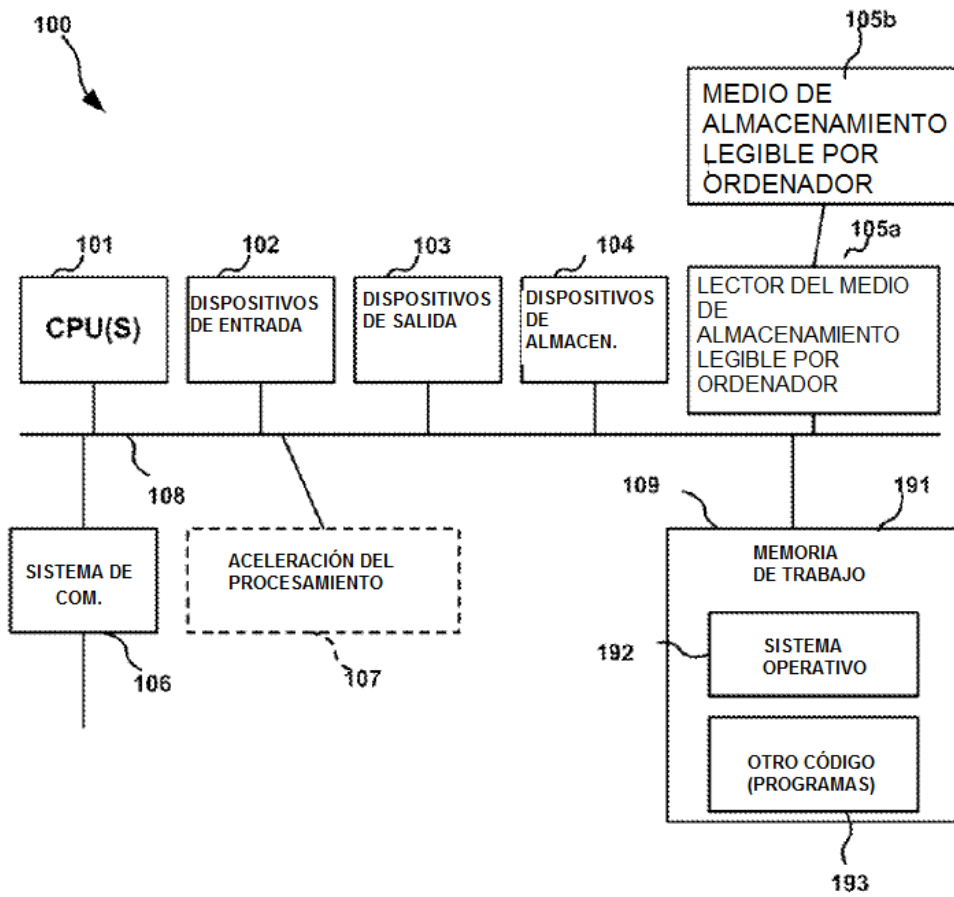 100
105b
MEDIO DE
ALMACENAMIENTO
LEGIBLE POR
ORDENADOR
101
102
103
104
105a
CPU(S)
DISPOSITIVOS
DE ENTRADA
DISPOSITIVOS
DE SALIDA
DISPOSITIVOS
DE
ALMACEN.
LECTOR DEL MEDIO
DE
ALMACENAMIENTO
LEGIBLE POR
ORDENADOR
108
109
191
SISTEMA DE
COM.
106
ACELERACIÓN DEL
PROCESAMIENTO
107
MEMORIA
DE TRABAJO
192
SISTEMA
OPERATIVO
OTRO CÓDIGO
(PROGRAMAS)
193